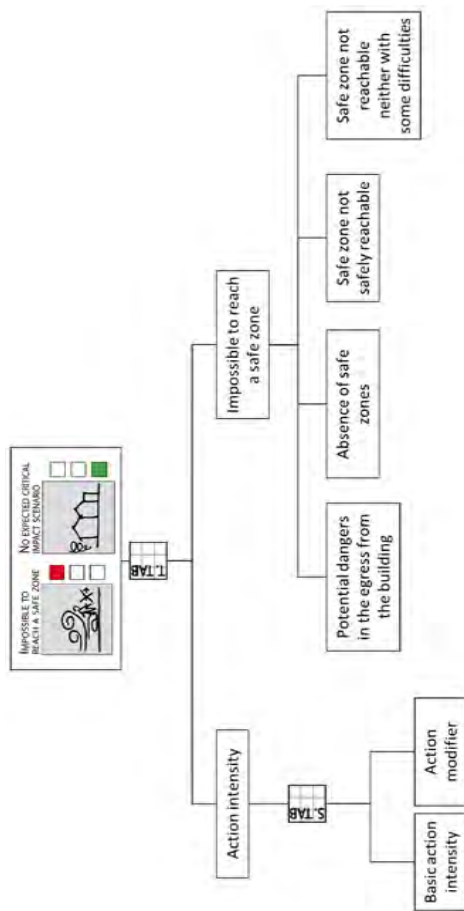 IMPOSSIBLE TO
REACH A SAFE ZONE
NO EXPECTED CRITICAL
IMPACT SCENARIO
T.TAB
Action intensity
Impossible to reach
a safe zone
S.TAB
Basic action
intensity
Action
modifier
Potential dangers
in the egress from
the building
Absence of safe
zones
Safe zone not
safely reachable
Safe zone not
reachable
neither with
some difficulties